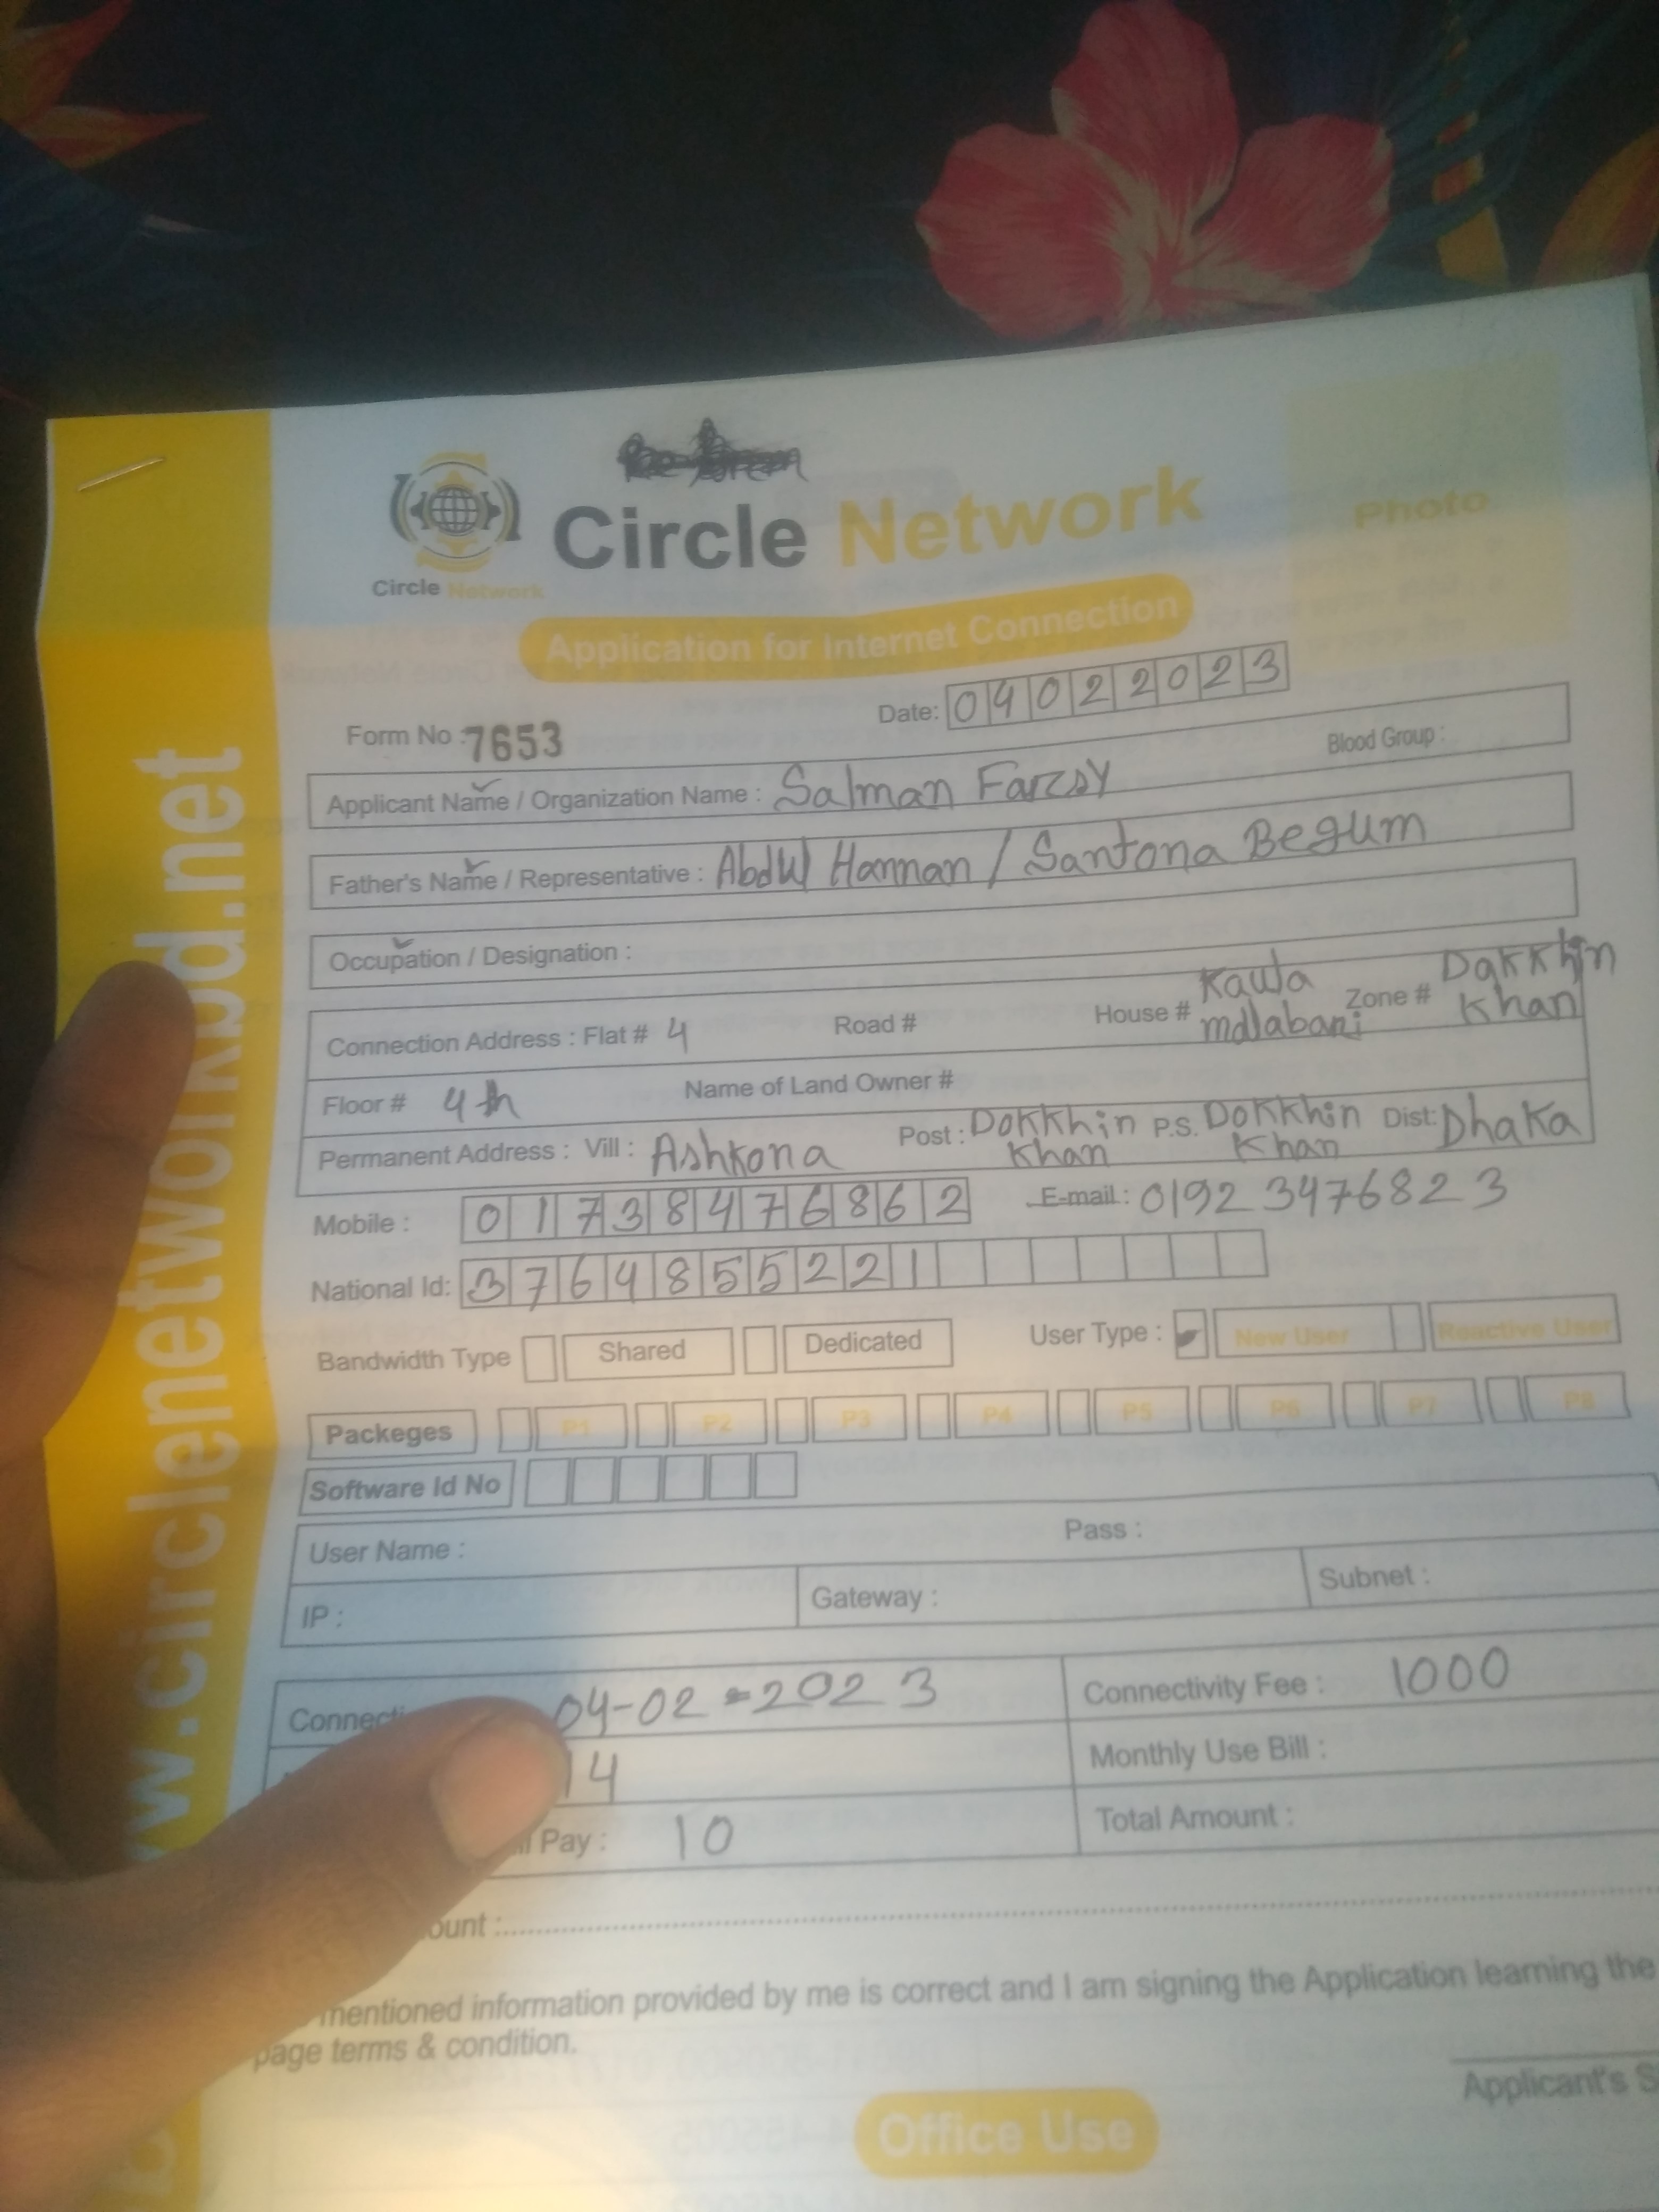 www.circlenetworkbd.net
Circle Network
Circle Network
Photo
Application for Internet Connection
Form No : 7653
Date: 04022023
Applicant Name / Organization Name : Salman Farsy
Blood Group :
Father's Name / Representative : Abdul Hannan / Santona Begum
Occupation / Designation :
Connection Address : Flat # 4 Road # House # Kawla Zone # Dakkhin Khan
Floor # 4th Name of Land Owner #
Permanent Address : Vill : Ashkona Post : Dokkhin Khan P.S. Dokkhin Khan Dist: Dhaka
Mobile : 01738476862 E-mail : 01923476823
National Id: 3764855221
Bandwidth Type Shared Dedicated User Type : New User Reactive User
Packeges P1 P2 P3 P4 P5 P6 P7 P8
Software Id No
User Name : Pass :
IP : Gateway : Subnet :
04-02-2023 Connectivity Fee : 1000
14 Monthly Use Bill :
Pay : 10 Total Amount :
mentioned information provided by me is correct and I am signing the Application learning the
page terms & condition.
Applicant's
Office Use